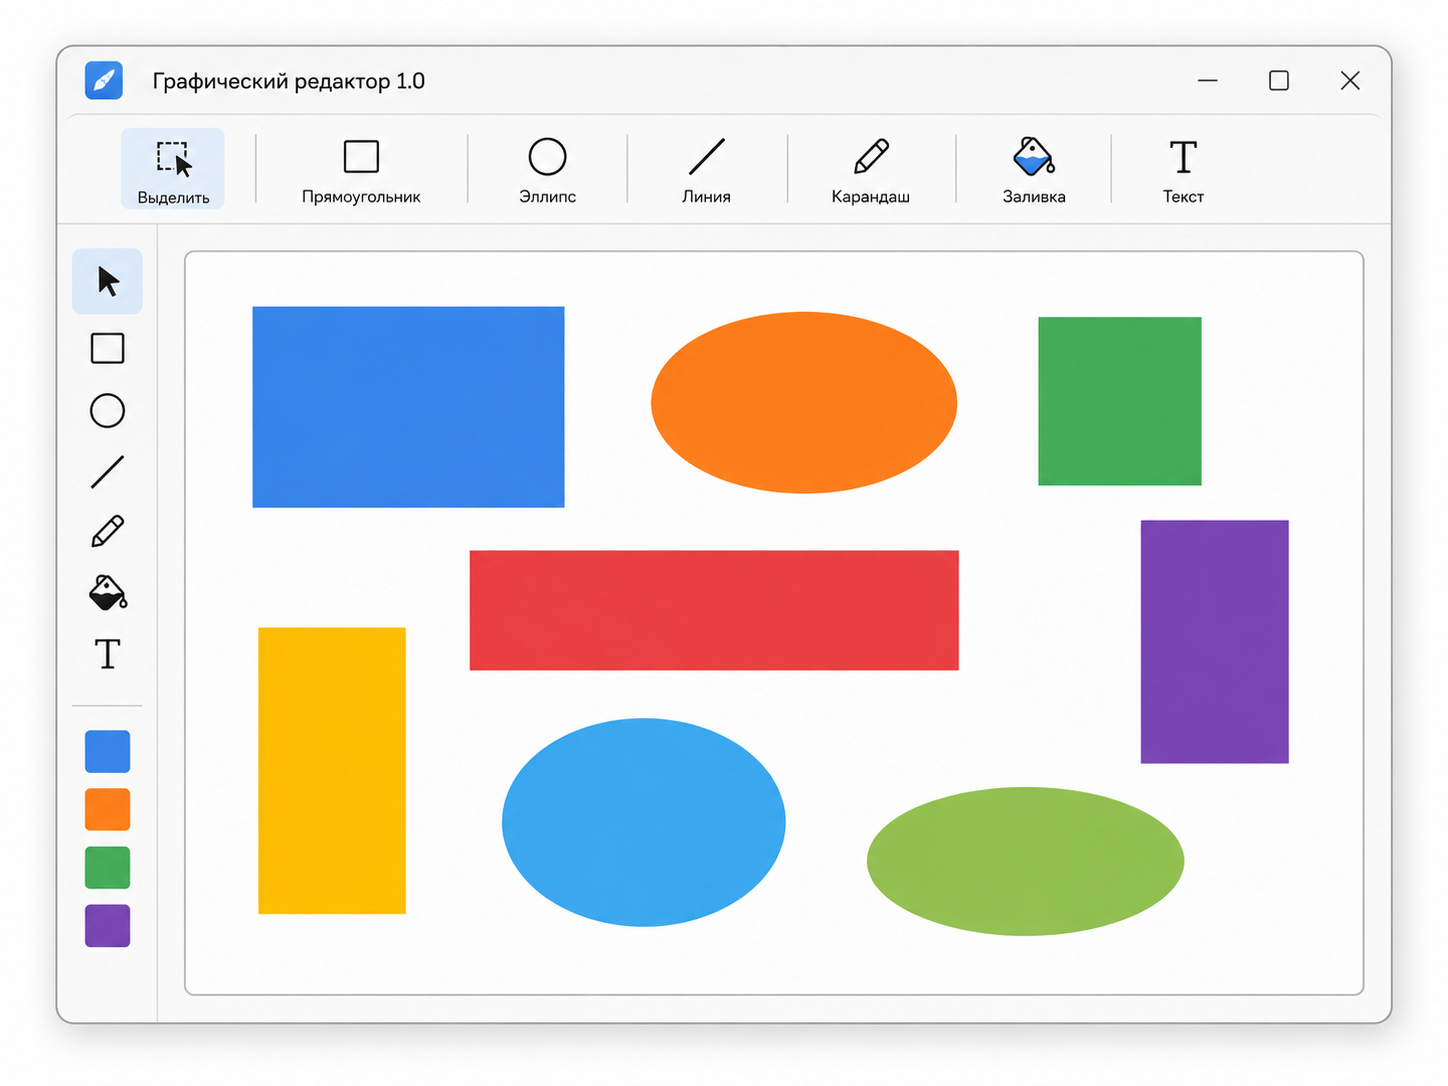 Графический редактор 1.0
Выделить
Прямоугольник
Эллипс
Линия
Карандаш
Заливка
Текст